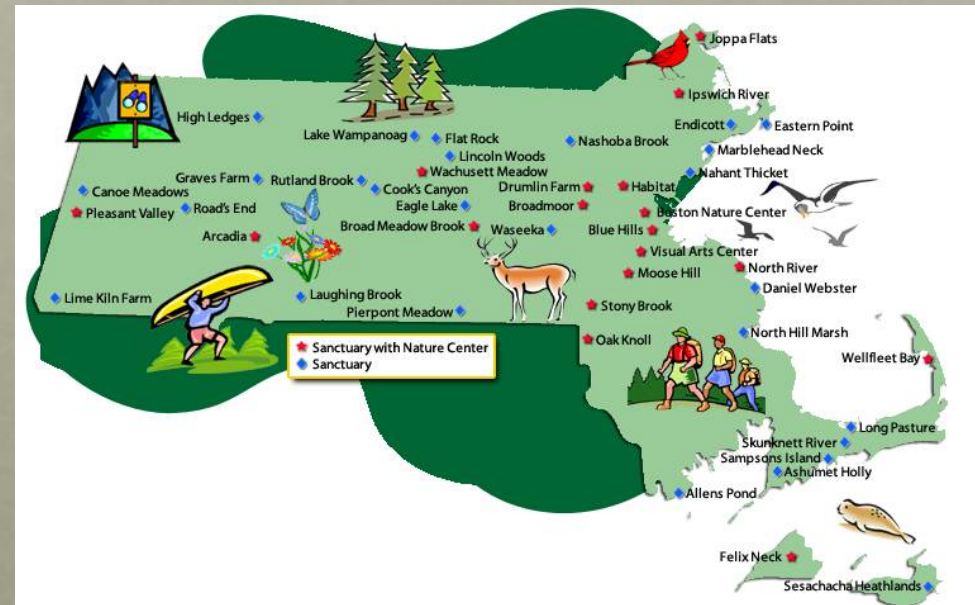 Joppa Flats
Ipswich River
High Ledges
Endicott
Eastern Point
Lake Wampanoag
Flat Rock
Nashoba Brook
Marblehead Neck
Lincoln Woods
Wachusett Meadow
Nahant Thicket
Graves Farm
Rutland Brook
Cook's Canyon
Drumlin Farm
Habitat
Canoe Meadows
Eagle Lake
Broadmoor
Pleasant Valley
Road's End
Boston Nature Center
Arcadia
Broad Meadow Brook
Waseeka
Blue Hills
Visual Arts Center
Moose Hill
North River
Daniel Webster
Lime Kiln Farm
Laughing Brook
Pierpont Meadow
Stony Brook
North Hill Marsh
Oak Knoll
Sanctuary with Nature Center
Sanctuary
Wellfleet Bay
Long Pasture
Skunknett River
Sampsons Island
Ashumet Holly
Allens Pond
Felix Neck
Sesachacha Heathlands